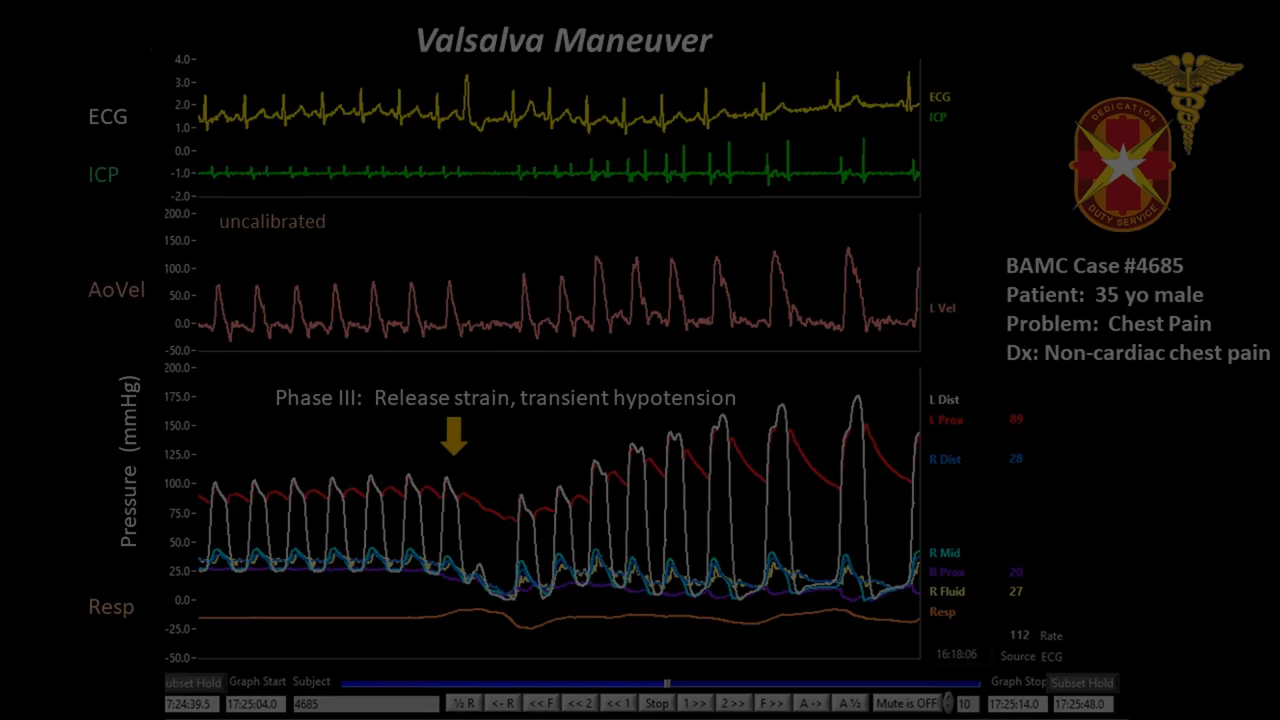 Valsalva Maneuver
4.0-
3.0-
2.0-
1.0-
0.0-
-1.0-
-2.0-
ECG
ICP
ECG
ICP
200.0-
150.0-
100.0-
50.0-
0.0-
-50.0-
uncalibrated
AoVel
L Vel
DEDICATION
DUTY SERVICE
BAMC Case #4685
Patient: 35 yo male
Problem: Chest Pain
Dx: Non-cardiac chest pain
200.0-
175.0-
150.0-
125.0-
100.0-
75.0-
50.0-
25.0-
0.0-
-25.0-
-50.0-
Pressure (mmHg)
Resp
Phase III: Release strain, transient hypotension
L Dist
L Prox 89
R Dist 28
R Mid
R Prox 20
R Fluid 27
Resp
112 Rate
16:18:06 Source ECG
ubset Hold Graph Start Subject Graph Stop Subset Hold
7:24:39.5 17:25:04.0 4685 ½ R <- R << F << 2 << 1 Stop 1 >> 2 >> F >> A -> A ½ Mute is OFF 10 17:25:14.0 17:25:48.0